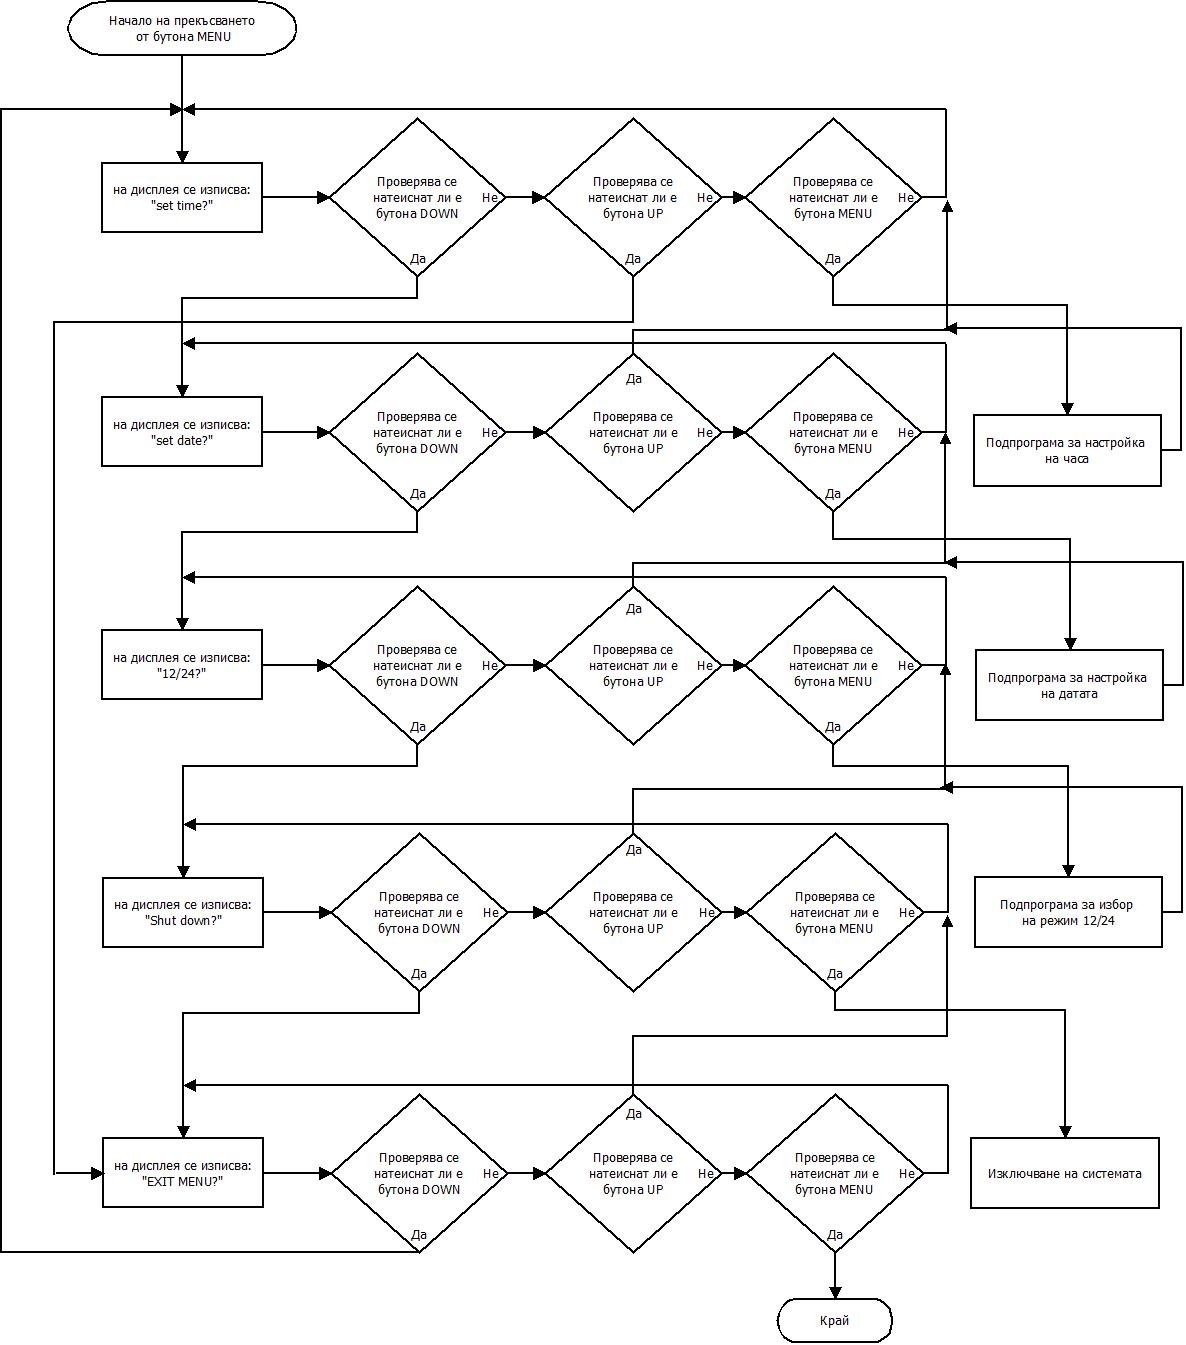 Начало на прекъсването
от бутона MENU
на дисплея се изписва:
"set time?"
Проверява се
натеиснат ли е
бутона DOWN
Не
Да
Проверява се
натеиснат ли е
бутона UP
Не
Да
Проверява се
натеиснат ли е
бутона MENU
Не
Да
на дисплея се изписва:
"set date?"
Проверява се
натеиснат ли е
бутона DOWN
Не
Да
Да
Проверява се
натеиснат ли е
бутона UP
Не
Проверява се
натеиснат ли е
бутона MENU
Не
Да
Подпрограма за настройка
на часа
на дисплея се изписва:
"12/24?"
Проверява се
натеиснат ли е
бутона DOWN
Не
Да
Да
Проверява се
натеиснат ли е
бутона UP
Не
Проверява се
натеиснат ли е
бутона MENU
Не
Да
Подпрограма за настройка
на датата
на дисплея се изписва:
"Shut down?"
Проверява се
натеиснат ли е
бутона DOWN
Не
Да
Да
Проверява се
натеиснат ли е
бутона UP
Не
Проверява се
натеиснат ли е
бутона MENU
Не
Да
Подпрограма за избор
на режим 12/24
на дисплея се изписва:
"EXIT MENU?"
Проверява се
натеиснат ли е
бутона DOWN
Не
Да
Да
Проверява се
натеиснат ли е
бутона UP
Не
Проверява се
натеиснат ли е
бутона MENU
Не
Да
Изключване на системата
Край